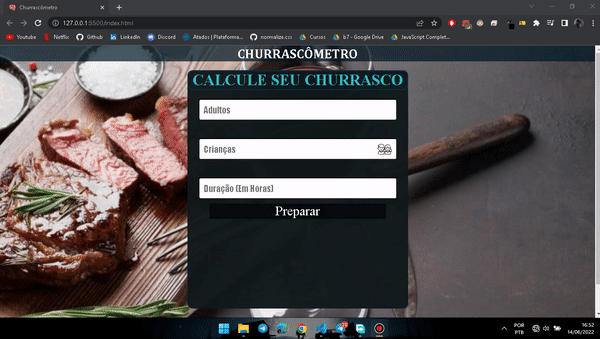 Churrascômetro
127.0.0.1:5500/index.html
Youtube Netflix Github LinkedIn Discord Atados | Plataforma... normalize.css Cursos b7 - Google Drive JavaScript Complet...
CHURRASCÔMETRO
CALCULE SEU CHURRASCO
Adultos
Crianças
Duração (Em Horas)
Preparar
POR
PTB
16:52
14/06/2022